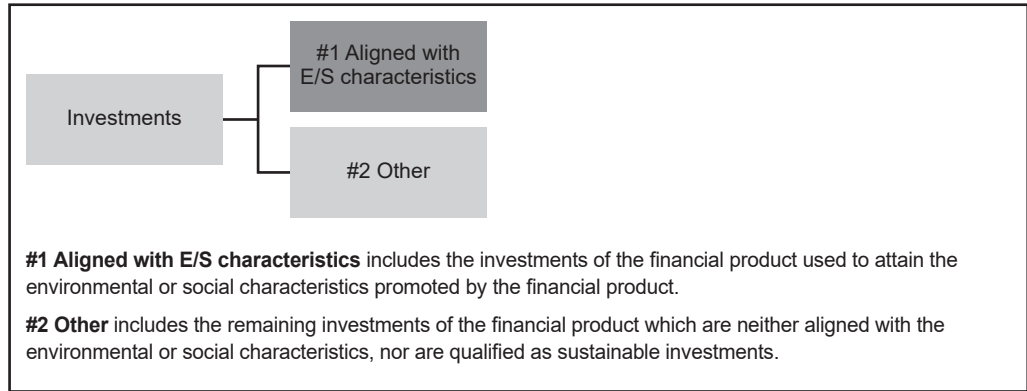 #1 Aligned with
E/S characteristics
Investments
#2 Other
#1 Aligned with E/S characteristics includes the investments of the financial product used to attain the
environmental or social characteristics promoted by the financial product.
#2 Other includes the remaining investments of the financial product which are neither aligned with the
environmental or social characteristics, nor are qualified as sustainable investments.